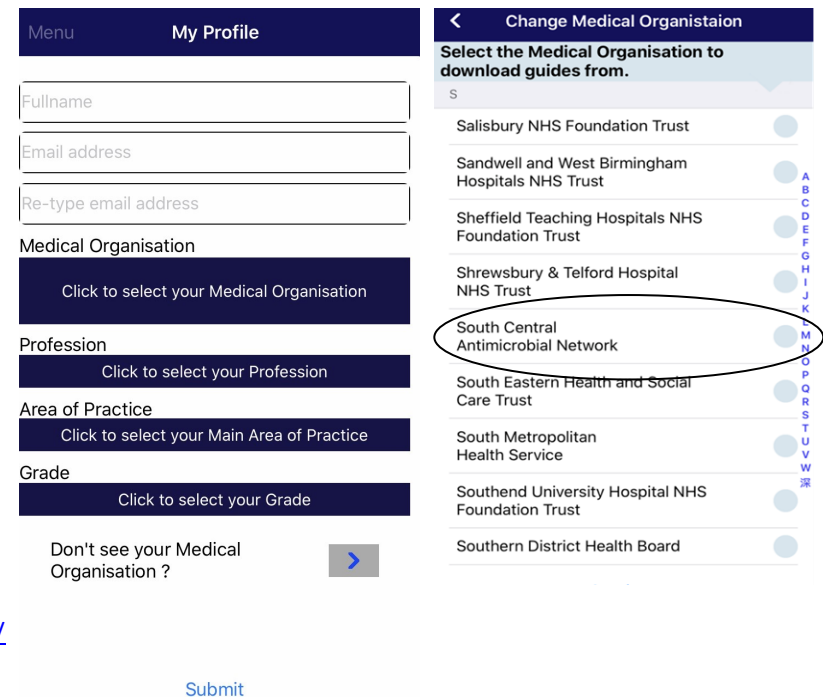 Menu
My Profile
Fullname
Email address
Re-type email address
Medical Organisation
Click to select your Medical Organisation
Profession
Click to select your Profession
Area of Practice
Click to select your Main Area of Practice
Grade
Click to select your Grade
Don't see your Medical
Organisation ?
Submit
Change Medical Organistaion
Select the Medical Organisation to
download guides from.
S
Salisbury NHS Foundation Trust
Sandwell and West Birmingham
Hospitals NHS Trust
Sheffield Teaching Hospitals NHS
Foundation Trust
Shrewsbury & Telford Hospital
NHS Trust
South Central
Antimicrobial Network
South Eastern Health and Social
Care Trust
South Metropolitan
Health Service
Southend University Hospital NHS
Foundation Trust
Southern District Health Board
A
B
C
D
E
F
G
H
I
J
K
L
M
N
O
P
Q
R
S
T
U
V
W
深